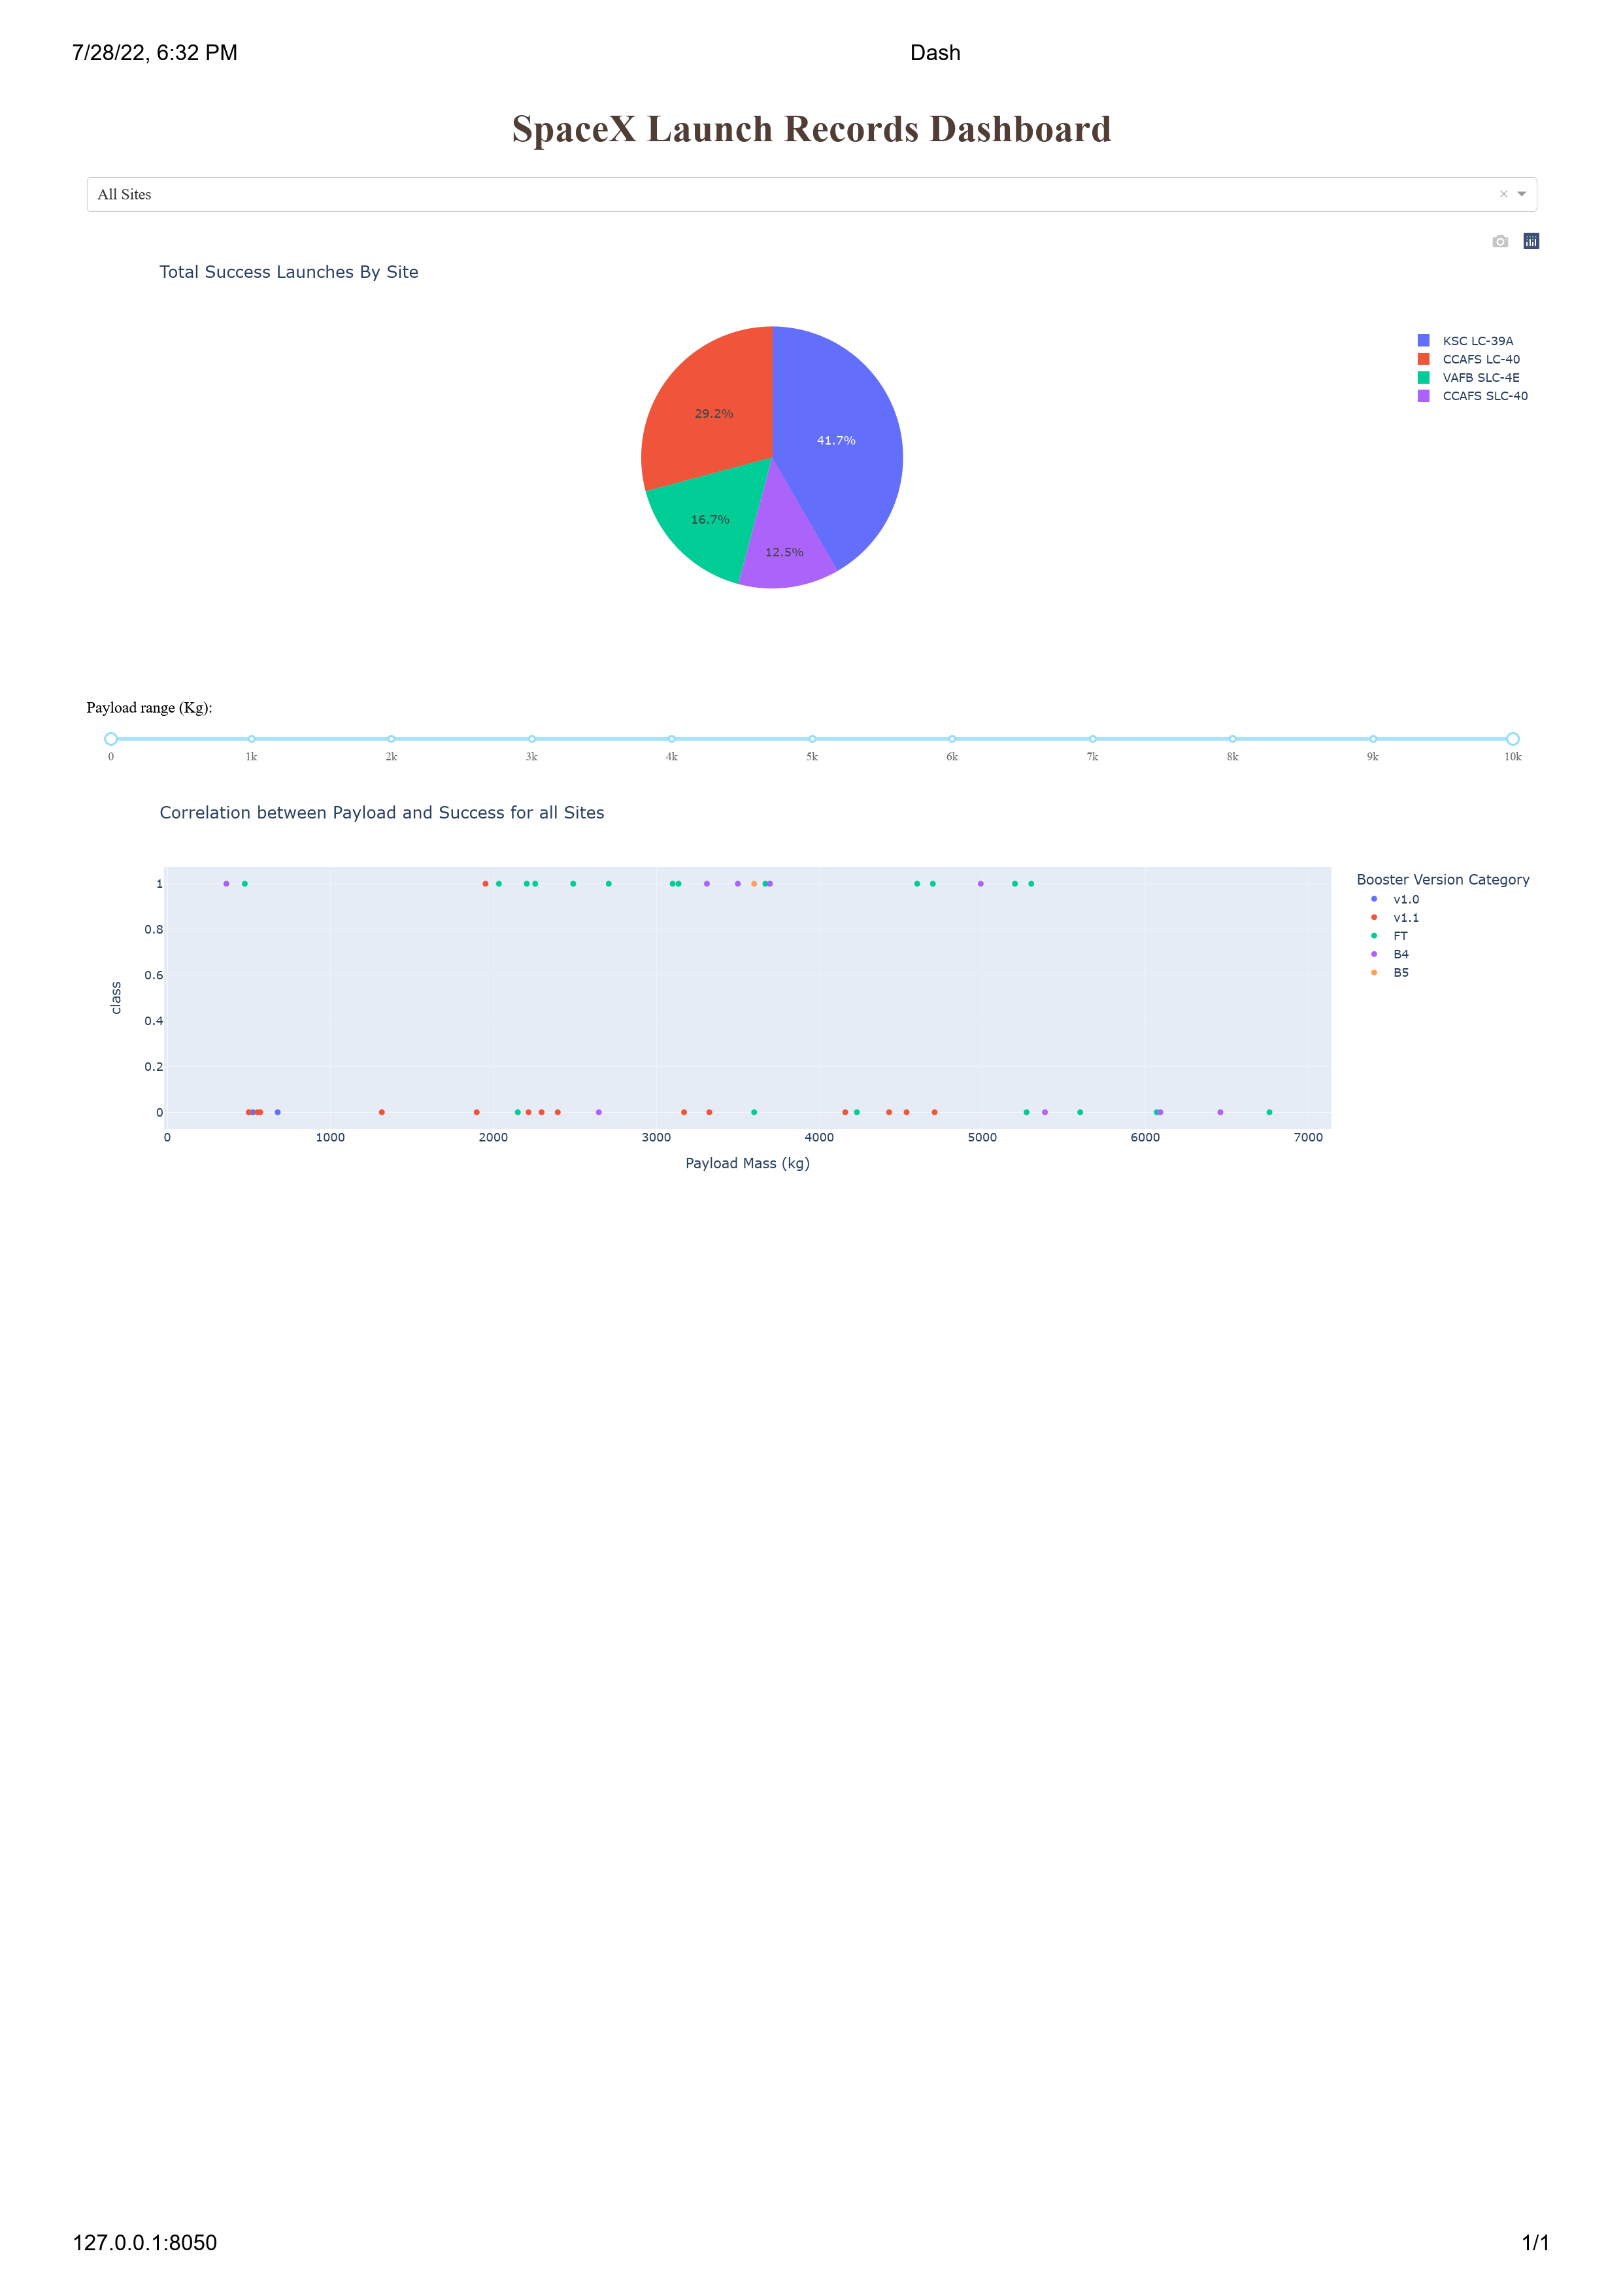 7/28/22, 6:32 PM Dash
SpaceX Launch Records Dashboard
All Sites
Total Success Launches By Site
KSC LC-39A
CCAFS LC-40
VAFB SLC-4E
CCAFS SLC-40
29.2%
41.7%
16.7%
12.5%
Payload range (Kg):
0 1k 2k 3k 4k 5k 6k 7k 8k 9k 10k
Correlation between Payload and Success for all Sites
Booster Version Category
v1.0
v1.1
FT
B4
B5
1
0.8
0.6
0.4
0.2
0
class
0 1000 2000 3000 4000 5000 6000 7000
Payload Mass (kg)
127.0.0.1:8050 1/1